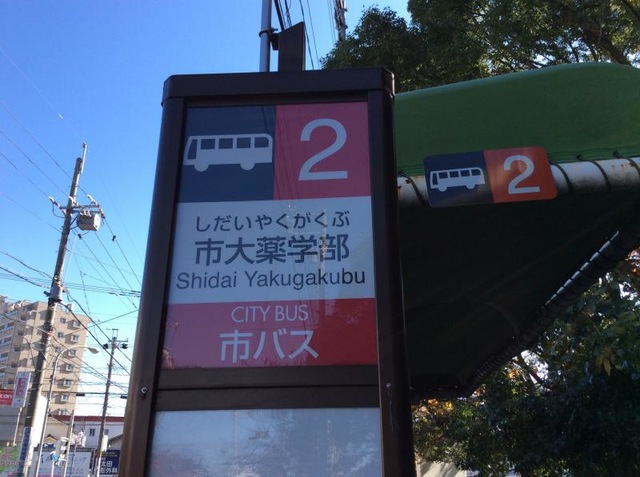 2
しだいやくがくぶ
市大薬学部
Shidai Yakugakubu
CITY BUS
市バス
2